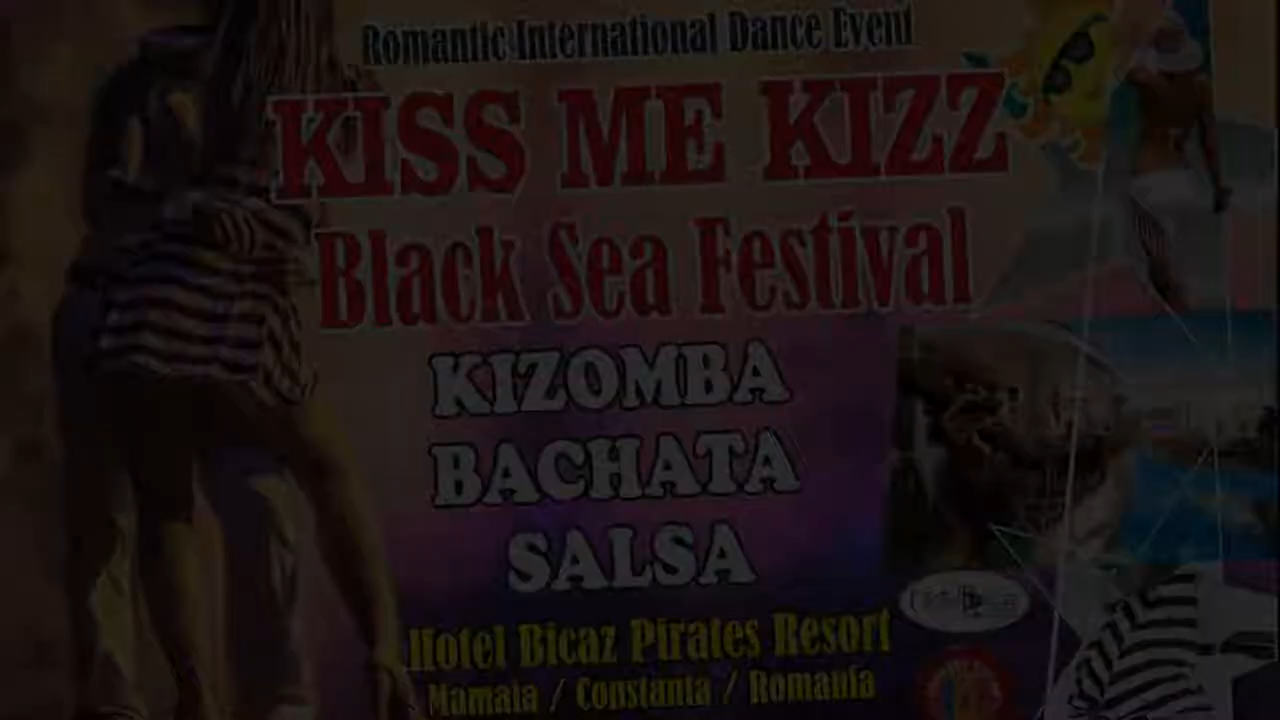 Romantic International Dance Event
KISS ME KIZZ
Black Sea Festival
KIZOMBA
BACHATA
SALSA
Hotel Bicaz Pirates Resort
Mamaia / Constanta / Romania